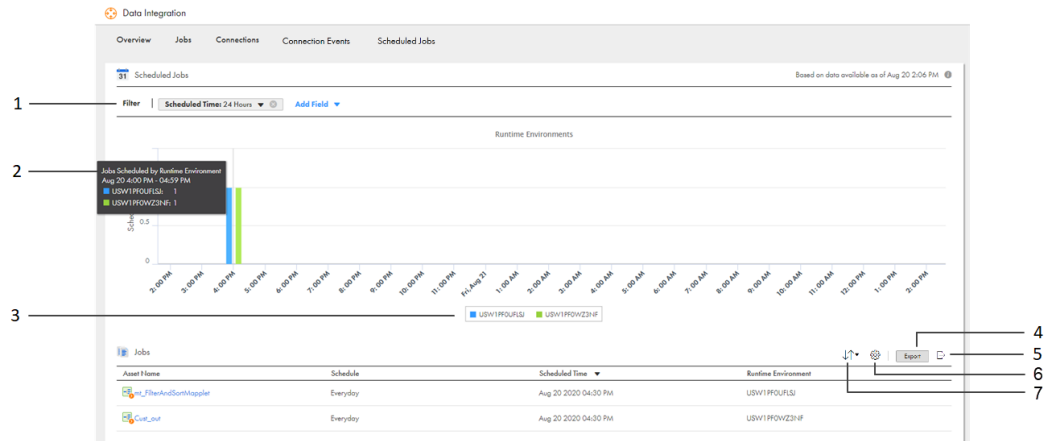 Data Integration
Overview Jobs Connections Connection Events Scheduled Jobs
31 Scheduled Jobs Based on data available as of Aug 20 2:06 PM
1 Filter Scheduled Time: 24 Hours Add Field
Runtime Environments
2
Jobs Scheduled by Runtime Environment
Aug 20 4:00 PM - 04:59 PM
USW1PF0UFLSJ: 1
USW1PF0WZ3NF: 1
0.5
0
2:00 PM 3:00 PM 4:00 PM 5:00 PM 6:00 PM 7:00 PM 8:00 PM 9:00 PM 10:00 PM 11:00 PM Fri, Aug 21 1:00 AM 2:00 AM 3:00 AM 4:00 AM 5:00 AM 6:00 AM 7:00 AM 8:00 AM 9:00 AM 10:00 AM 11:00 AM 12:00 PM 1:00 PM 2:00 PM
3 USW1PF0UFLSJ USW1PF0WZ3NF
4
Jobs Export 5
6
Asset Name Schedule Scheduled Time Runtime Environment
7
mt_FilterAndSortMapplet Everyday Aug 20 2020 04:30 PM USW1PF0UFLSJ
Cust_out Everyday Aug 20 2020 04:30 PM USW1PF0WZ3NF